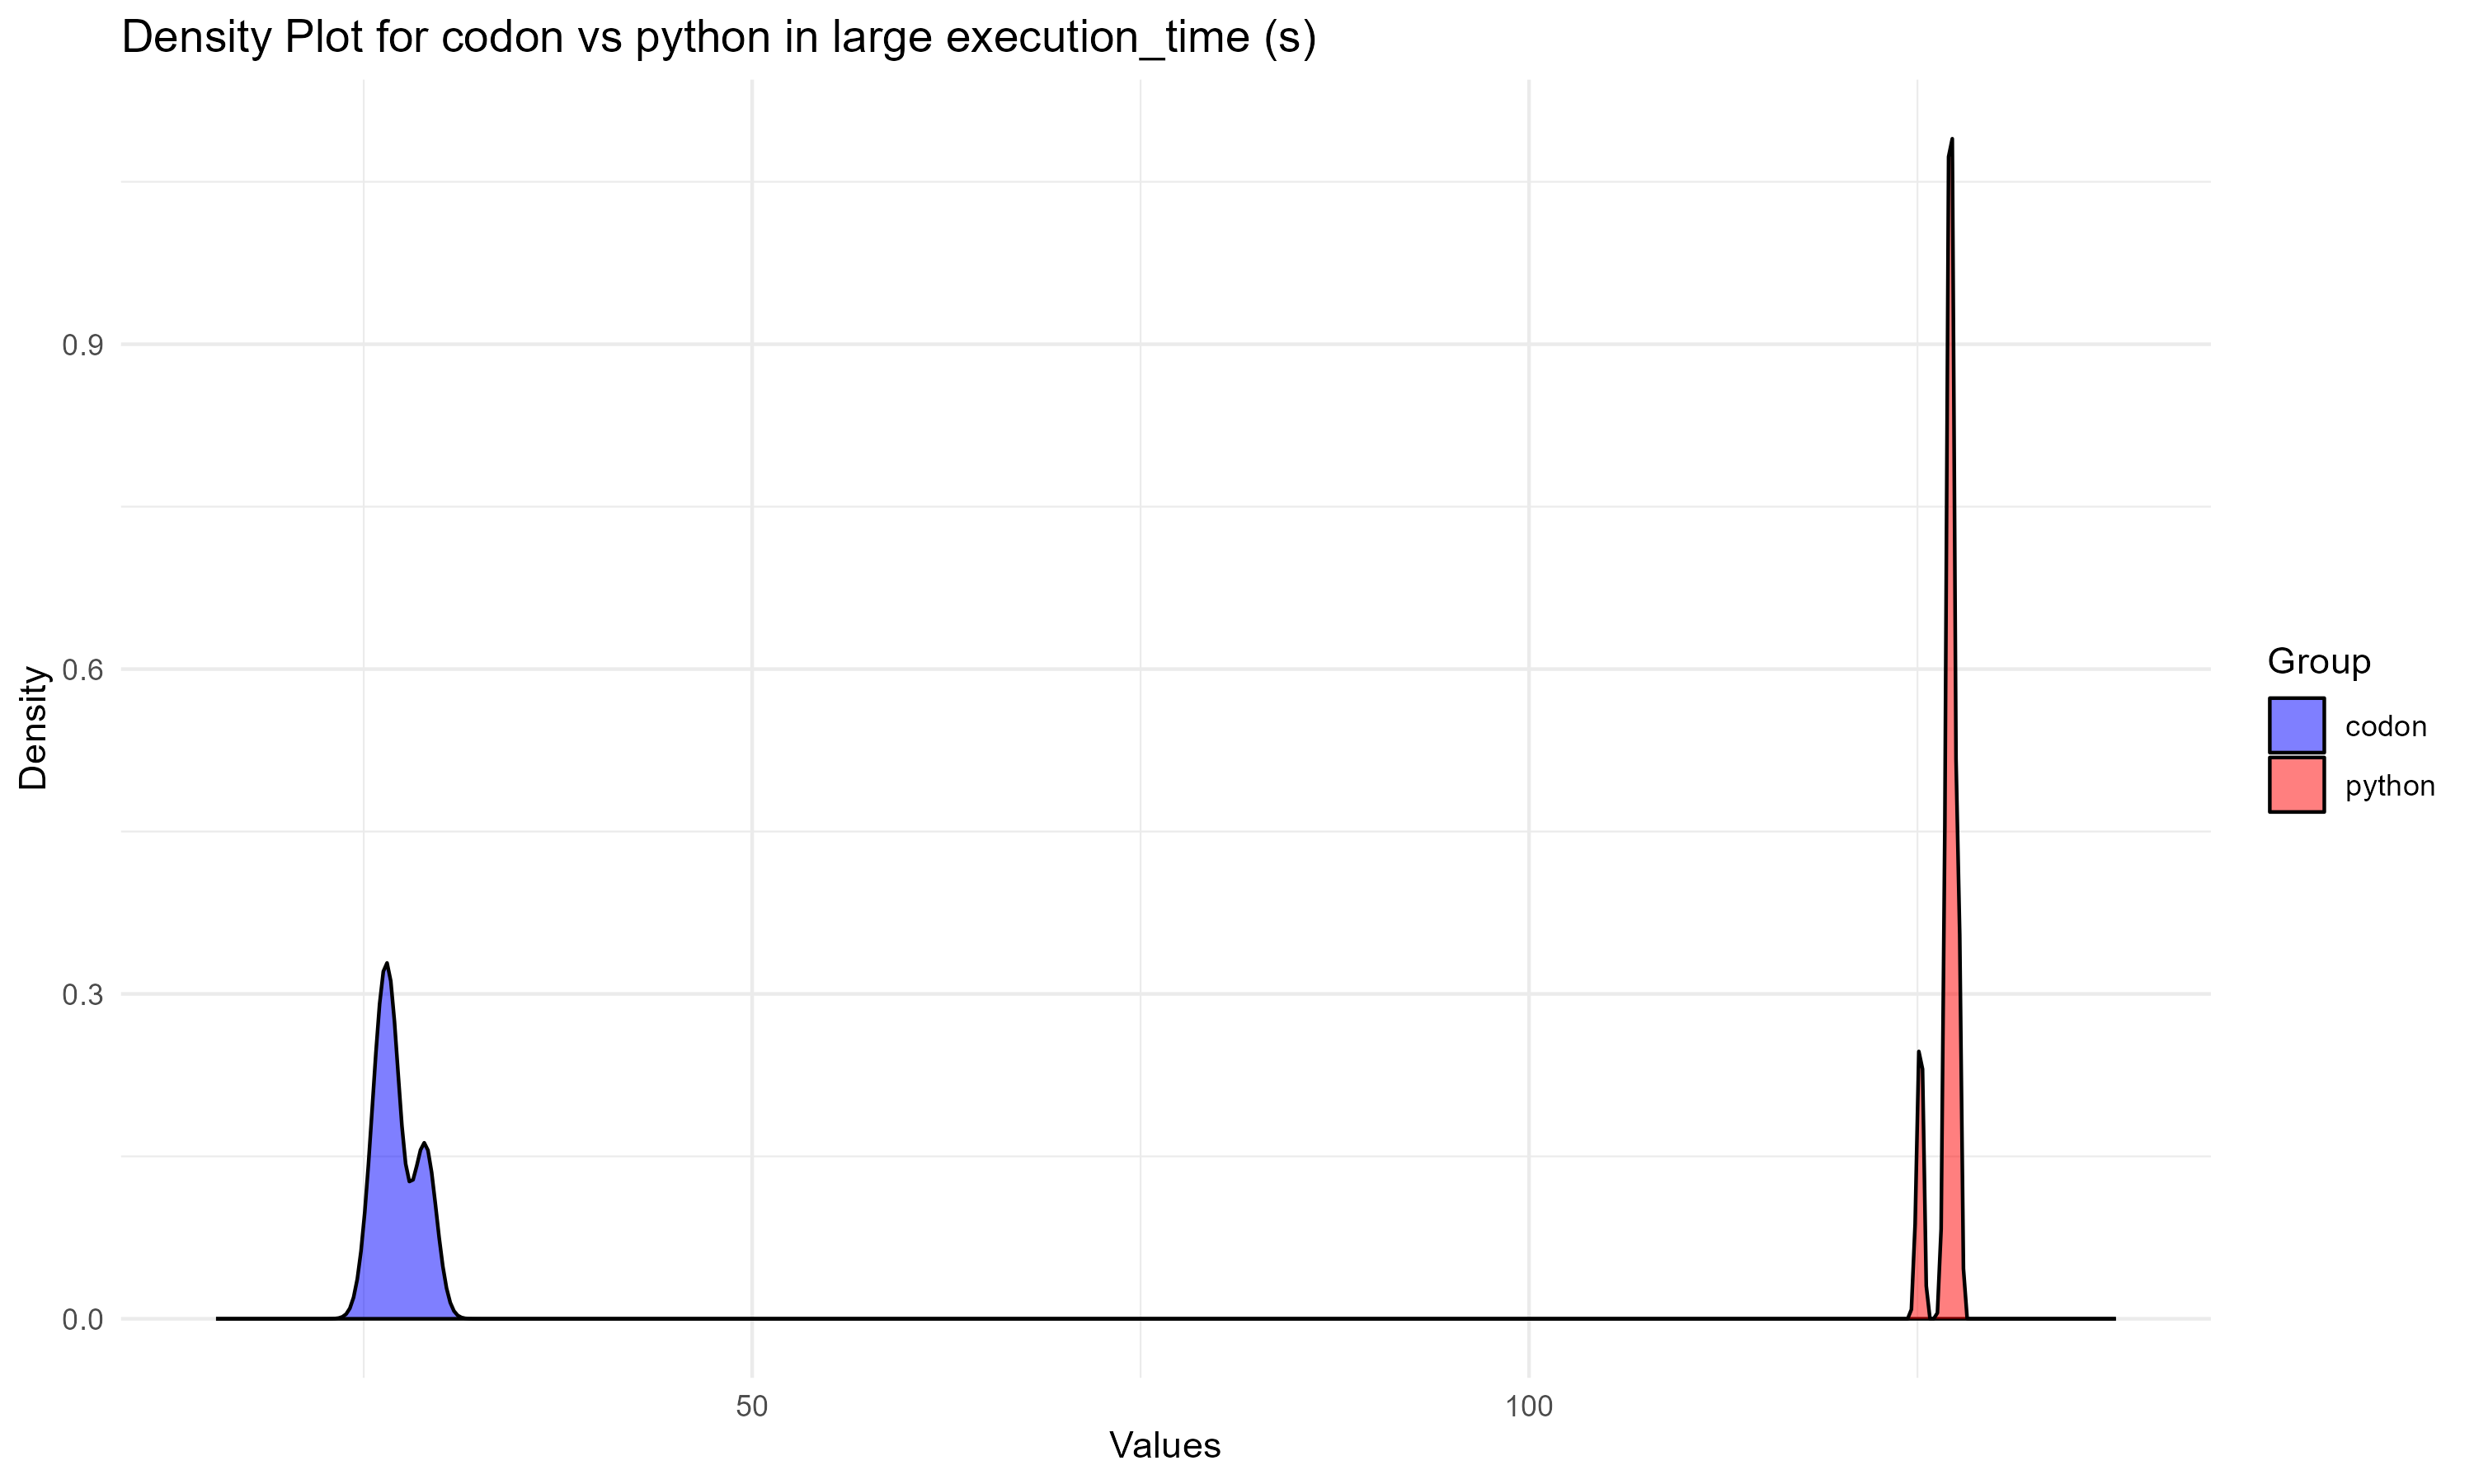 Density Plot for codon vs python in large execution_time (s)
Density
0.9
0.6
0.3
0.0
50
100
Values
Group
codon
python